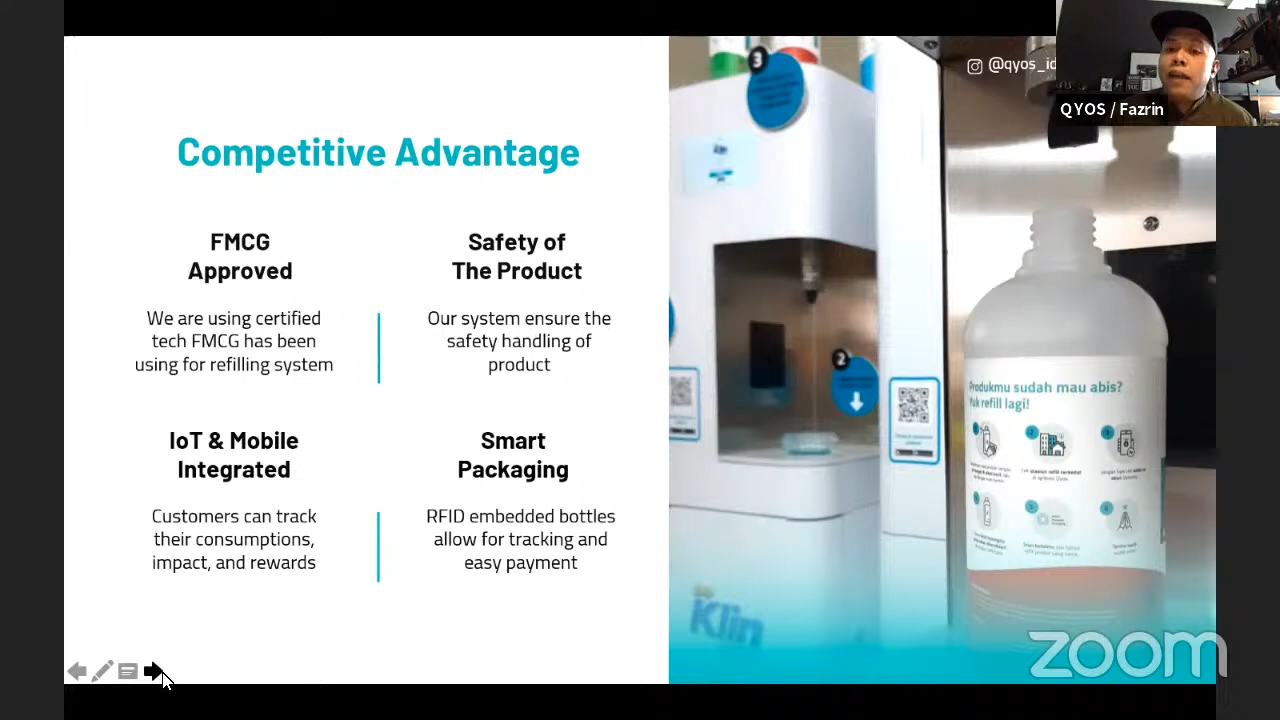 @qyos_id
QYOS / Fazrin
Competitive Advantage
FMCG
Approved
We are using certified
tech FMCG has been
using for refilling system
Safety of
The Product
Our system ensure the
safety handling of
product
IoT & Mobile
Integrated
Customers can track
their consumptions,
impact, and rewards
Smart
Packaging
RFID embedded bottles
allow for tracking and
easy payment
3
2
Produkmu sudah mau abis?
Yuk refill lagi!
Klin
zoom